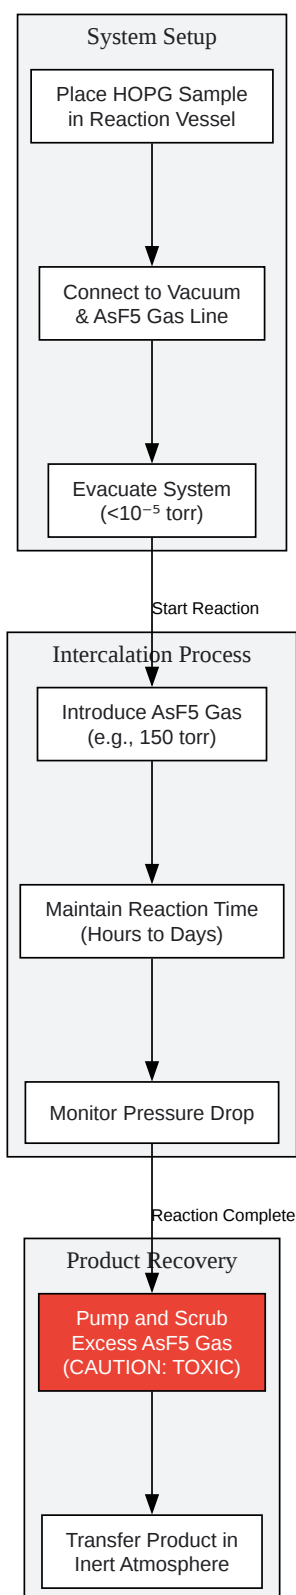 System Setup
Place HOPG Sample
in Reaction Vessel
Connect to Vacuum
& AsF5 Gas Line
Evacuate System
(<10⁻⁵ torr)
Start Reaction
Intercalation Process
Introduce AsF5 Gas
(e.g., 150 torr)
Maintain Reaction Time
(Hours to Days)
Monitor Pressure Drop
Reaction Complete
Product Recovery
Pump and Scrub
Excess AsF5 Gas
(CAUTION: TOXIC)
Transfer Product in
Inert Atmosphere